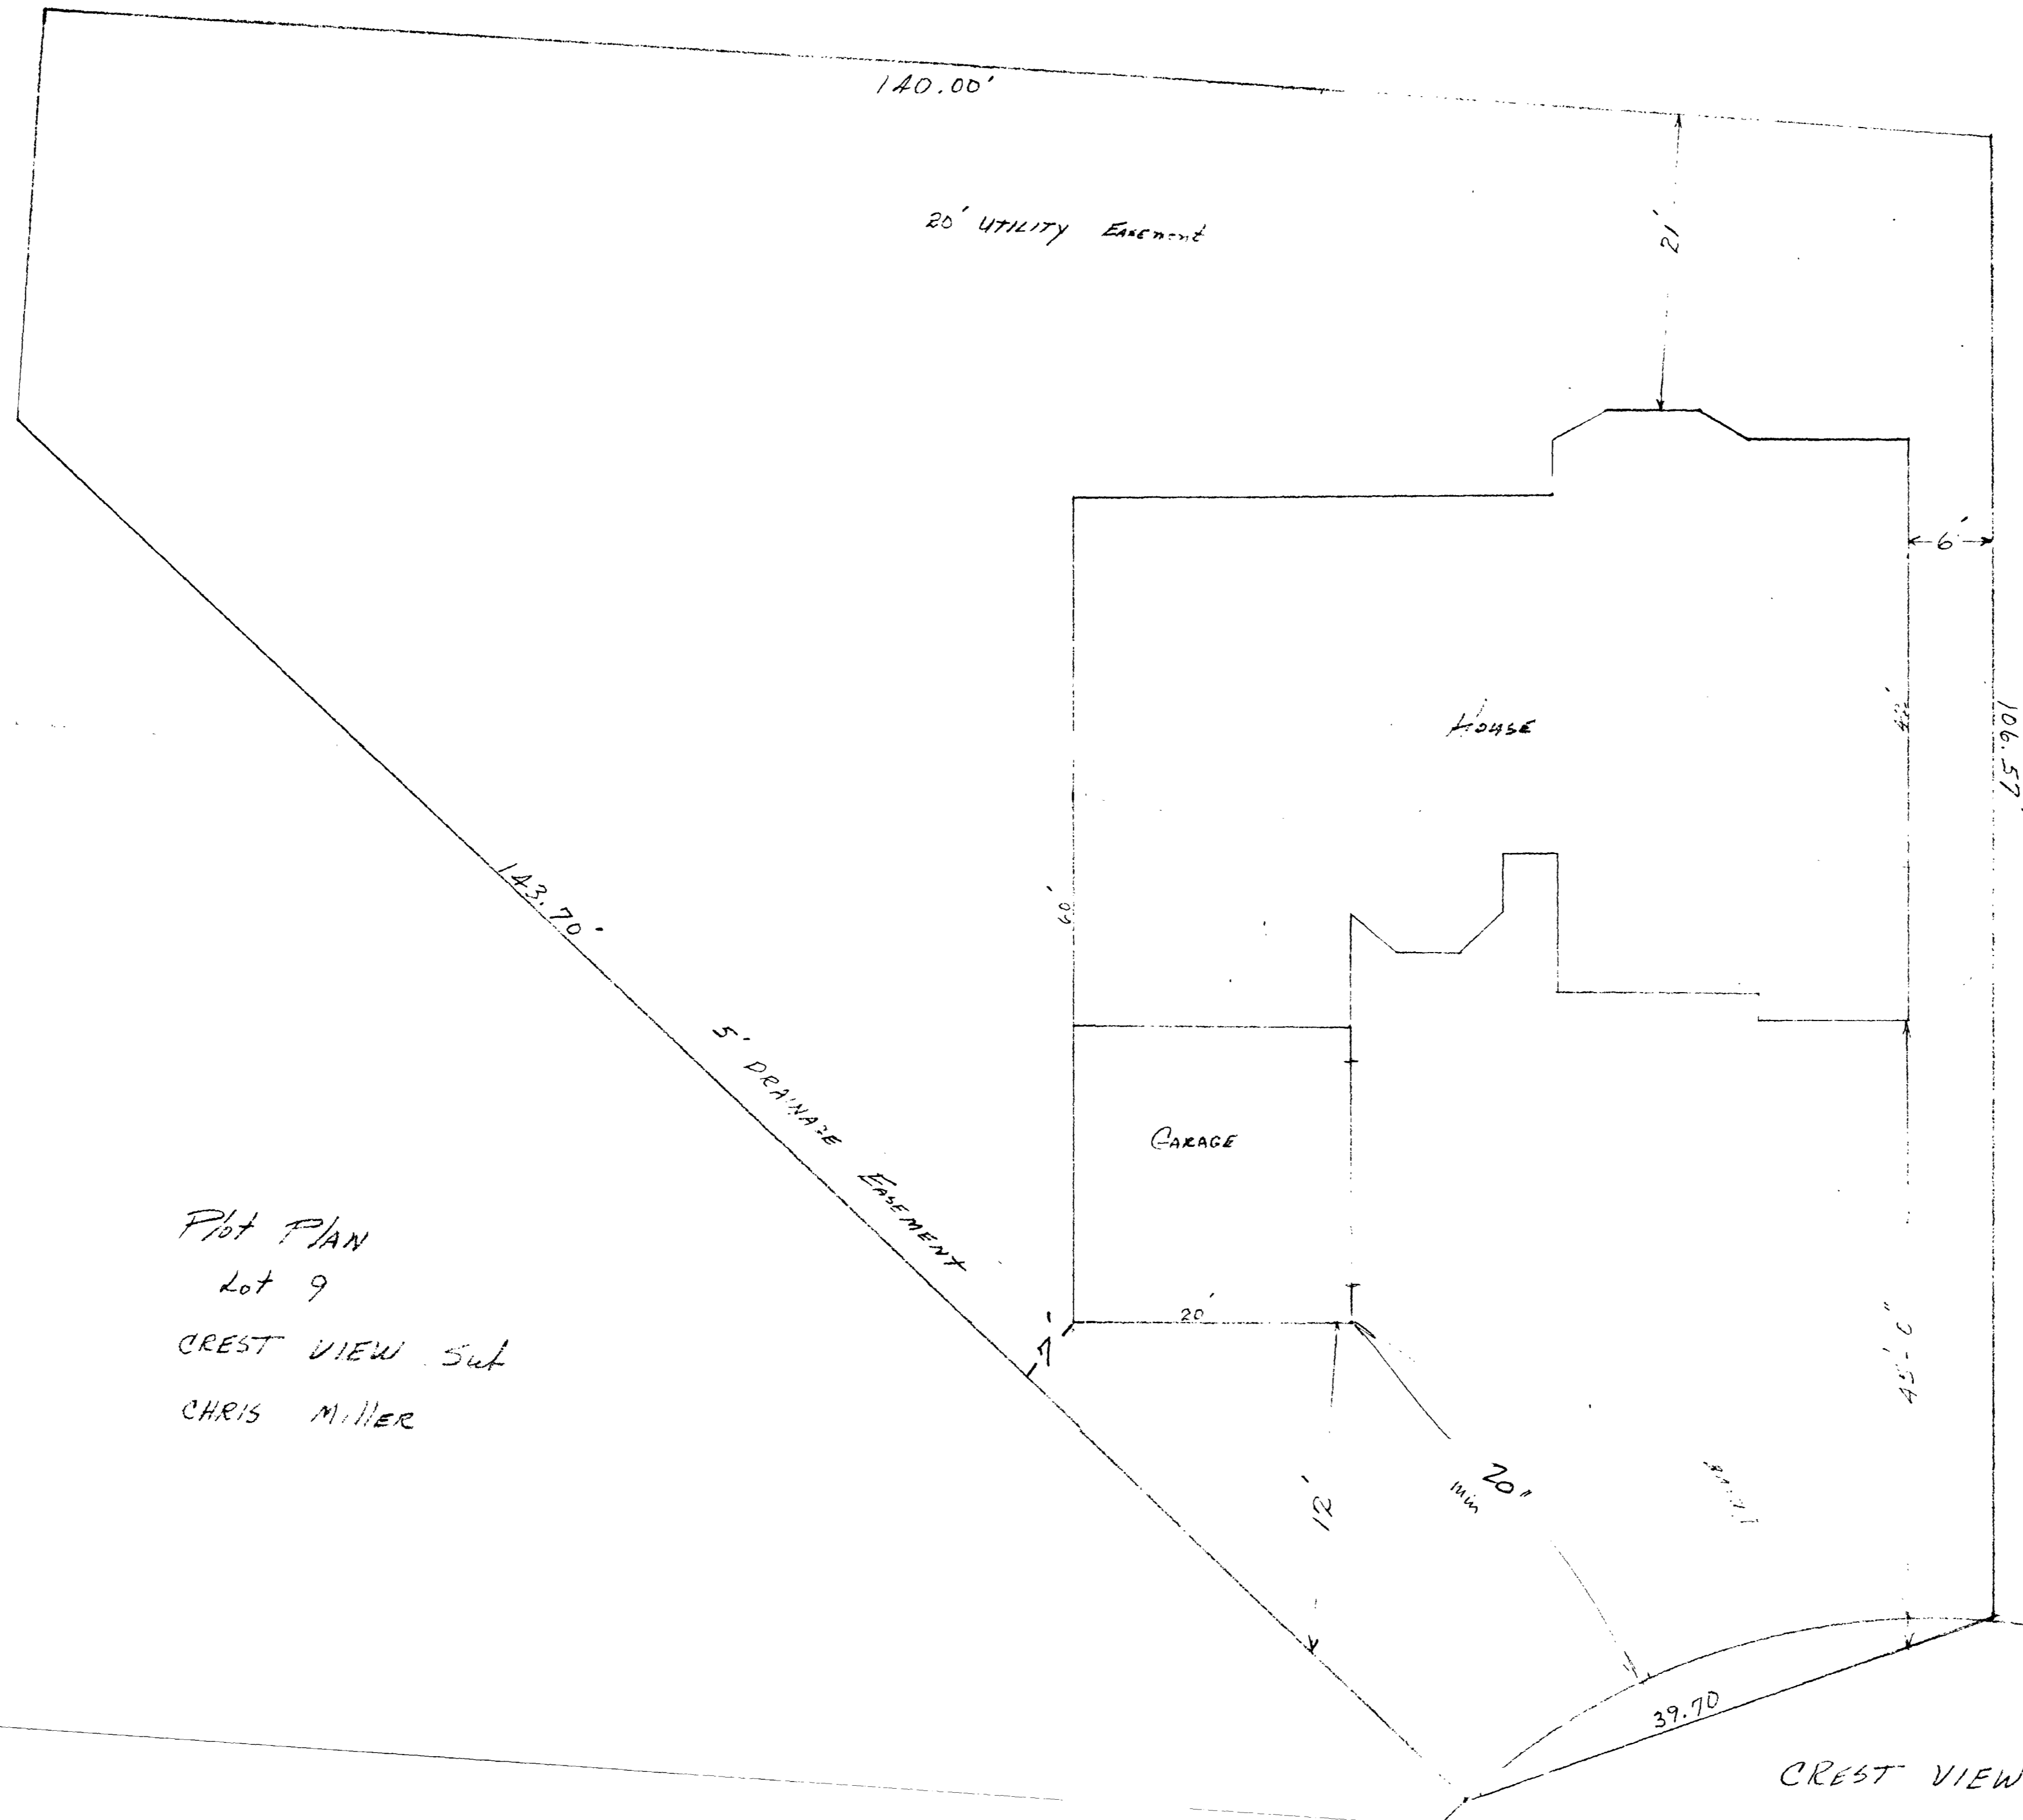 140.00'
20' UTILITY EASEMENT
21'
6'
HOUSE
42'
106.57'
143.70'
60'
5' DRAINAGE EASEMENT
GARAGE
20'
7'
Plot PLAN
Lot 9
CREST VIEW Sub
CHRIS MillER
12'
20"
min
45'-0"
39.70
CREST VIEW